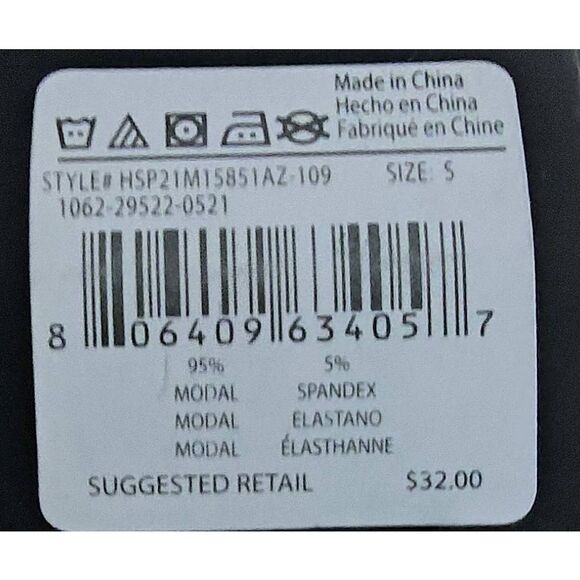 Made in China
Hecho en China
Fabriqué en Chine
STYLE# HSP21M15851AZ-109 SIZE: S
1062-29522-0521
8 06409 63405 7
95% 5%
MODAL SPANDEX
MODAL ELASTANO
MODAL ÉLASTHANNE
SUGGESTED RETAIL $32.00